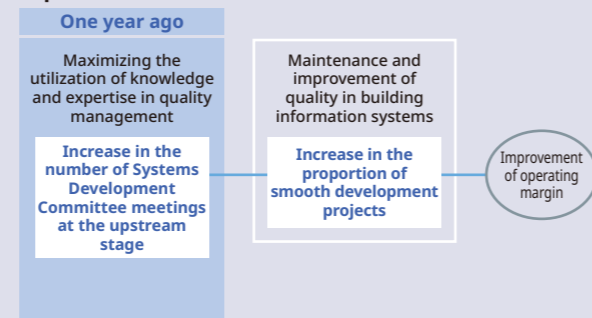 One year ago
Maximizing the
utilization of knowledge
and expertise in quality
management
Increase in the
number of Systems
Development
Committee meetings
at the upstream
stage
Maintenance and
improvement of
quality in building
information systems
Increase in the
proportion of
smooth development
projects
Improvement
of operating
margin